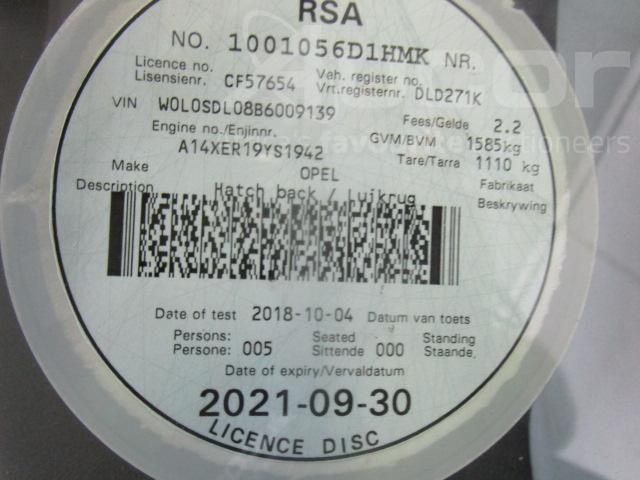 RSA
NO. 1001056D1HMK NR.
Licence no. Veh. register no.
Lisensienr. CF57654 Vrt.registernr. DLD271K
VIN W0L0SDL08B6009139
Fees/Gelde 2.2
Engine no./Enjinnr. GVM/BVM 1585kg
A14XER19YS1942 Tare/Tarra 1110 kg
Make OPEL Fabrikaat
Description Hatch back / Luikrug Beskrywing
Date of test 2018-10-04 Datum van toets
Persons: Seated Standing
Persone: 005 Sittende 000 Staande
Date of expiry/Vervaldatum
2021-09-30
LICENCE DISC